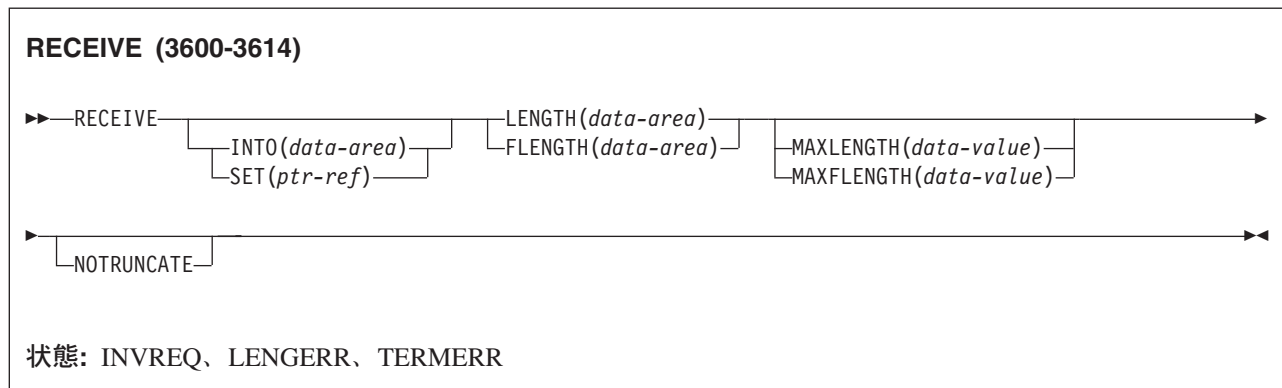 RECEIVE (3600-3614)
RECEIVE LENGTH(data-area)
INTO(data-area) FLENGTH(data-area) MAXLENGTH(data-value)
SET(ptr-ref) MAXFLENGTH(data-value)
NOTRUNCATE
状態: INVREQ、LENGERR、TERMERR